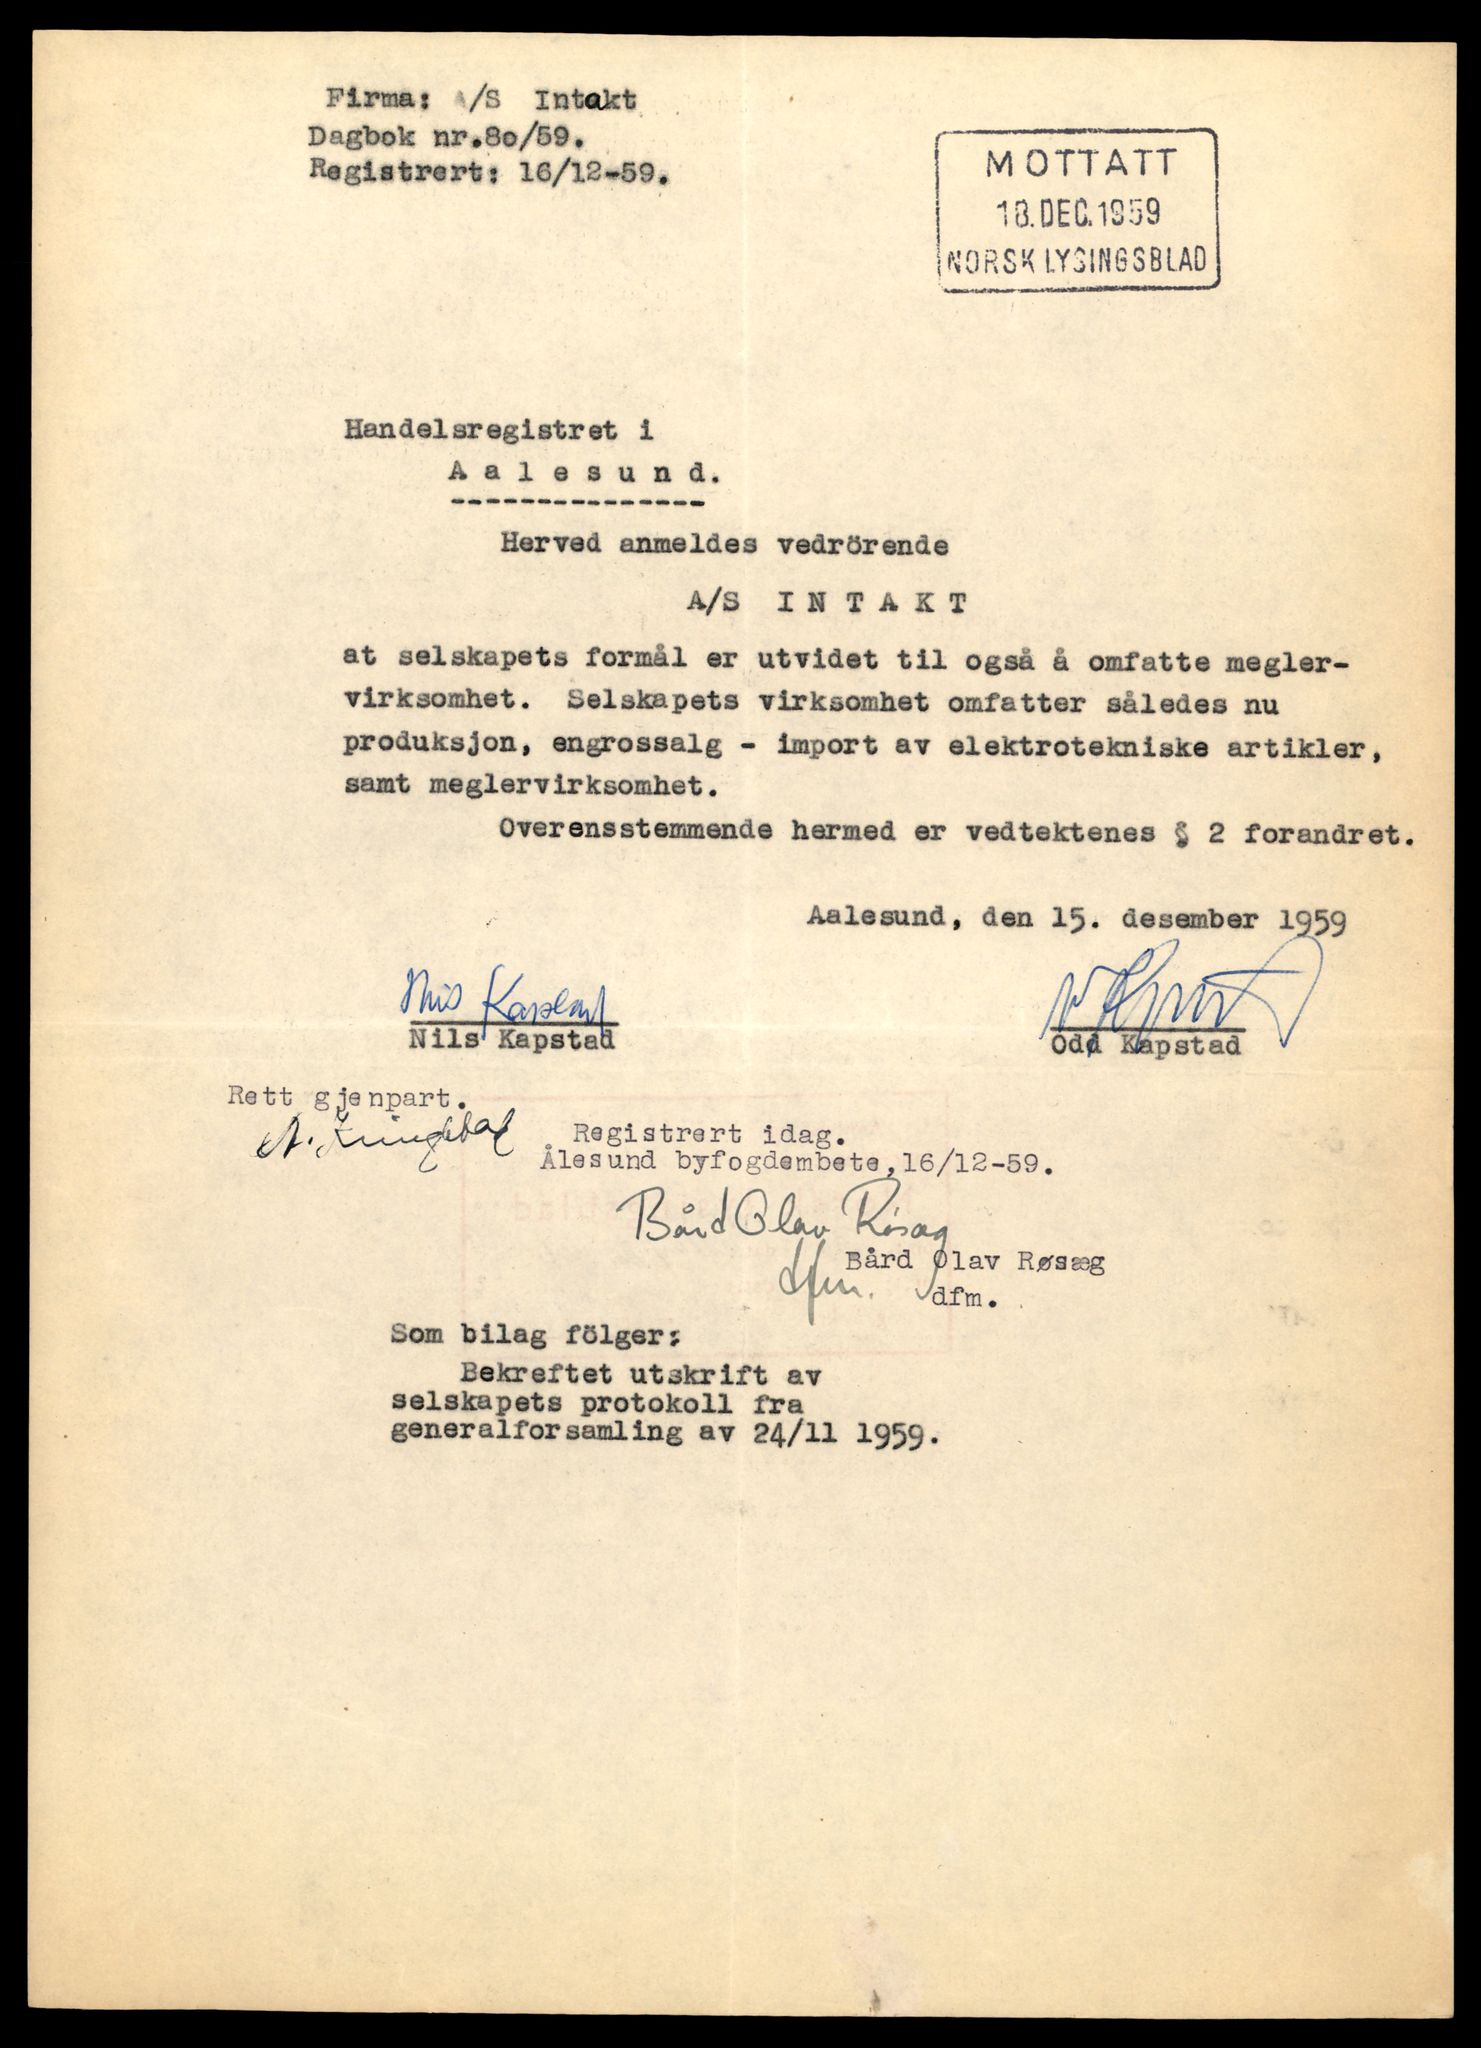 Firma: A/S Intakt
Dagbok nr.80/59.
Registrert: 16/12-59.
MOTTATT
18.DEC.1959
NORSK LYSINGSBLAD
Handelsregistret i
A a l e s u n d.
---------------
Herved anmeldes vedrörende
A/S I N T A K T
at selskapets formål er utvidet til også å omfatte megler-
virksomhet. Selskapets virksomhet omfatter således nu
produksjon, engrossalg - import av elektrotekniske artikler,
samt meglervirksomhet.
Overensstemmende hermed er vedtektenes § 2 forandret.
Aalesund, den 15. desember 1959
Nils Kapstad
Nils Kapstad
Odd Kapstad
Rett gjenpart.
Registrert idag.
Ålesund byfogdembete, 16/12-59.
Bård Olav Røsæg
Bård Olav Røsæg
dfm.
dfm.
Som bilag fölger:
Bekreftet utskrift av
selskapets protokoll fra
generalforsamling av 24/11 1959.